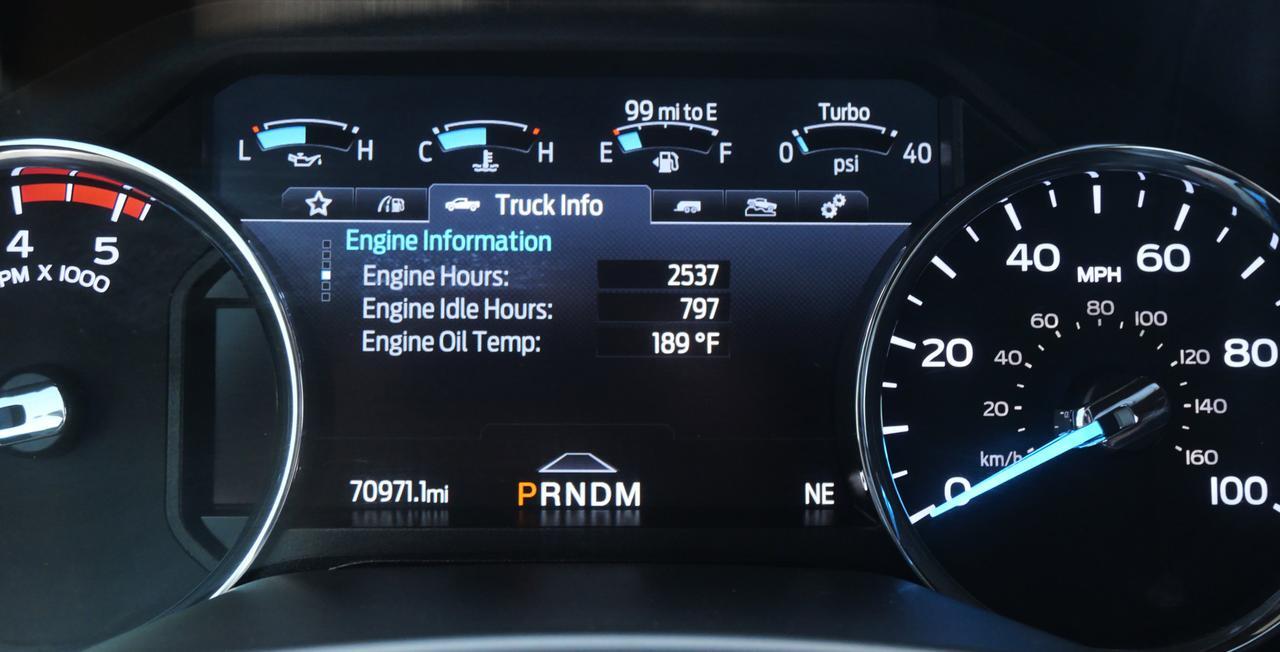 99 mi to E
Turbo
L H
C H
E F
0 psi 40
Truck Info
Engine Information
Engine Hours: 2537
Engine Idle Hours: 797
Engine Oil Temp: 189 °F
70971.1mi
PRNDM
NE
4 5
PM X 1000
0 20 40 60 80 100
MPH
20 40 60 80 100 120 140 160
km/h